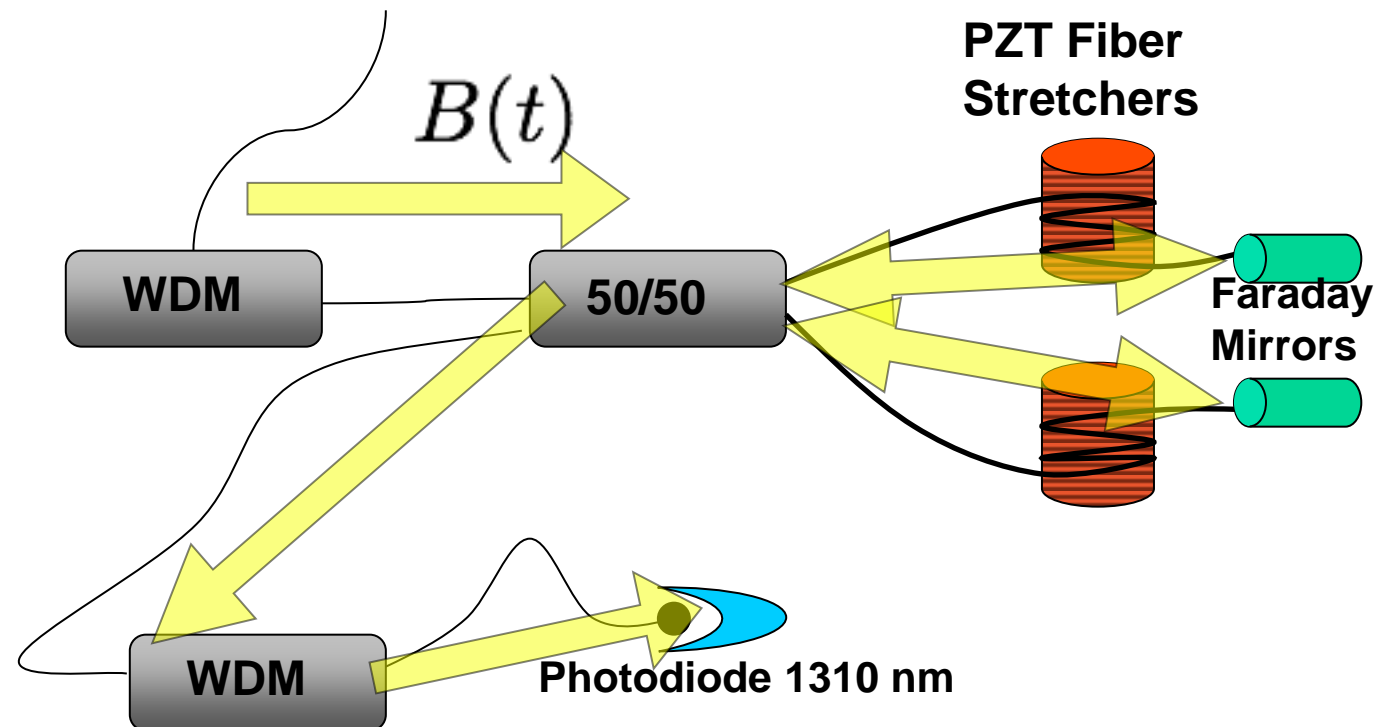 PZT Fiber
Stretchers
B(t)
WDM
50/50
Faraday
Mirrors
WDM
Photodiode 1310 nm